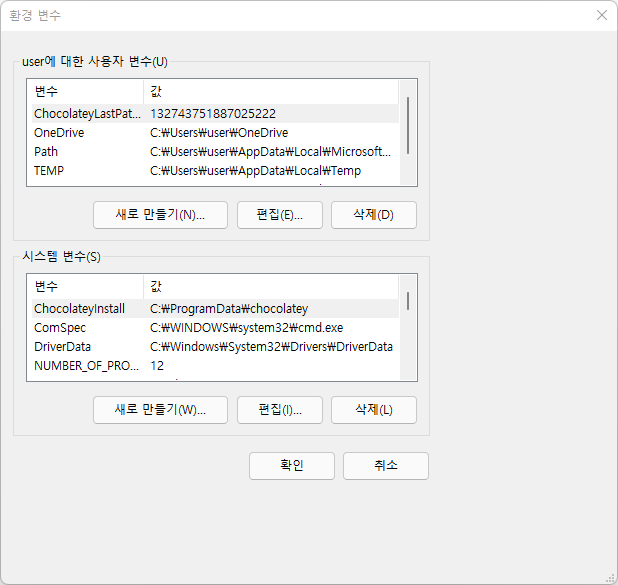 환경 변수
user에 대한 사용자 변수(U)
변수 값
ChocolateyLastPat... 132743751887025222
OneDrive C:₩Users₩user₩OneDrive
Path C:₩Users₩user₩AppData₩Local₩Microsoft...
TEMP C:₩Users₩user₩AppData₩Local₩Temp
새로 만들기(N)... 편집(E)... 삭제(D)
시스템 변수(S)
변수 값
ChocolateyInstall C:₩ProgramData₩chocolatey
ComSpec C:₩WINDOWS₩system32₩cmd.exe
DriverData C:₩Windows₩System32₩Drivers₩DriverData
NUMBER_OF_PRO... 12
새로 만들기(W)... 편집(I)... 삭제(L)
확인 취소